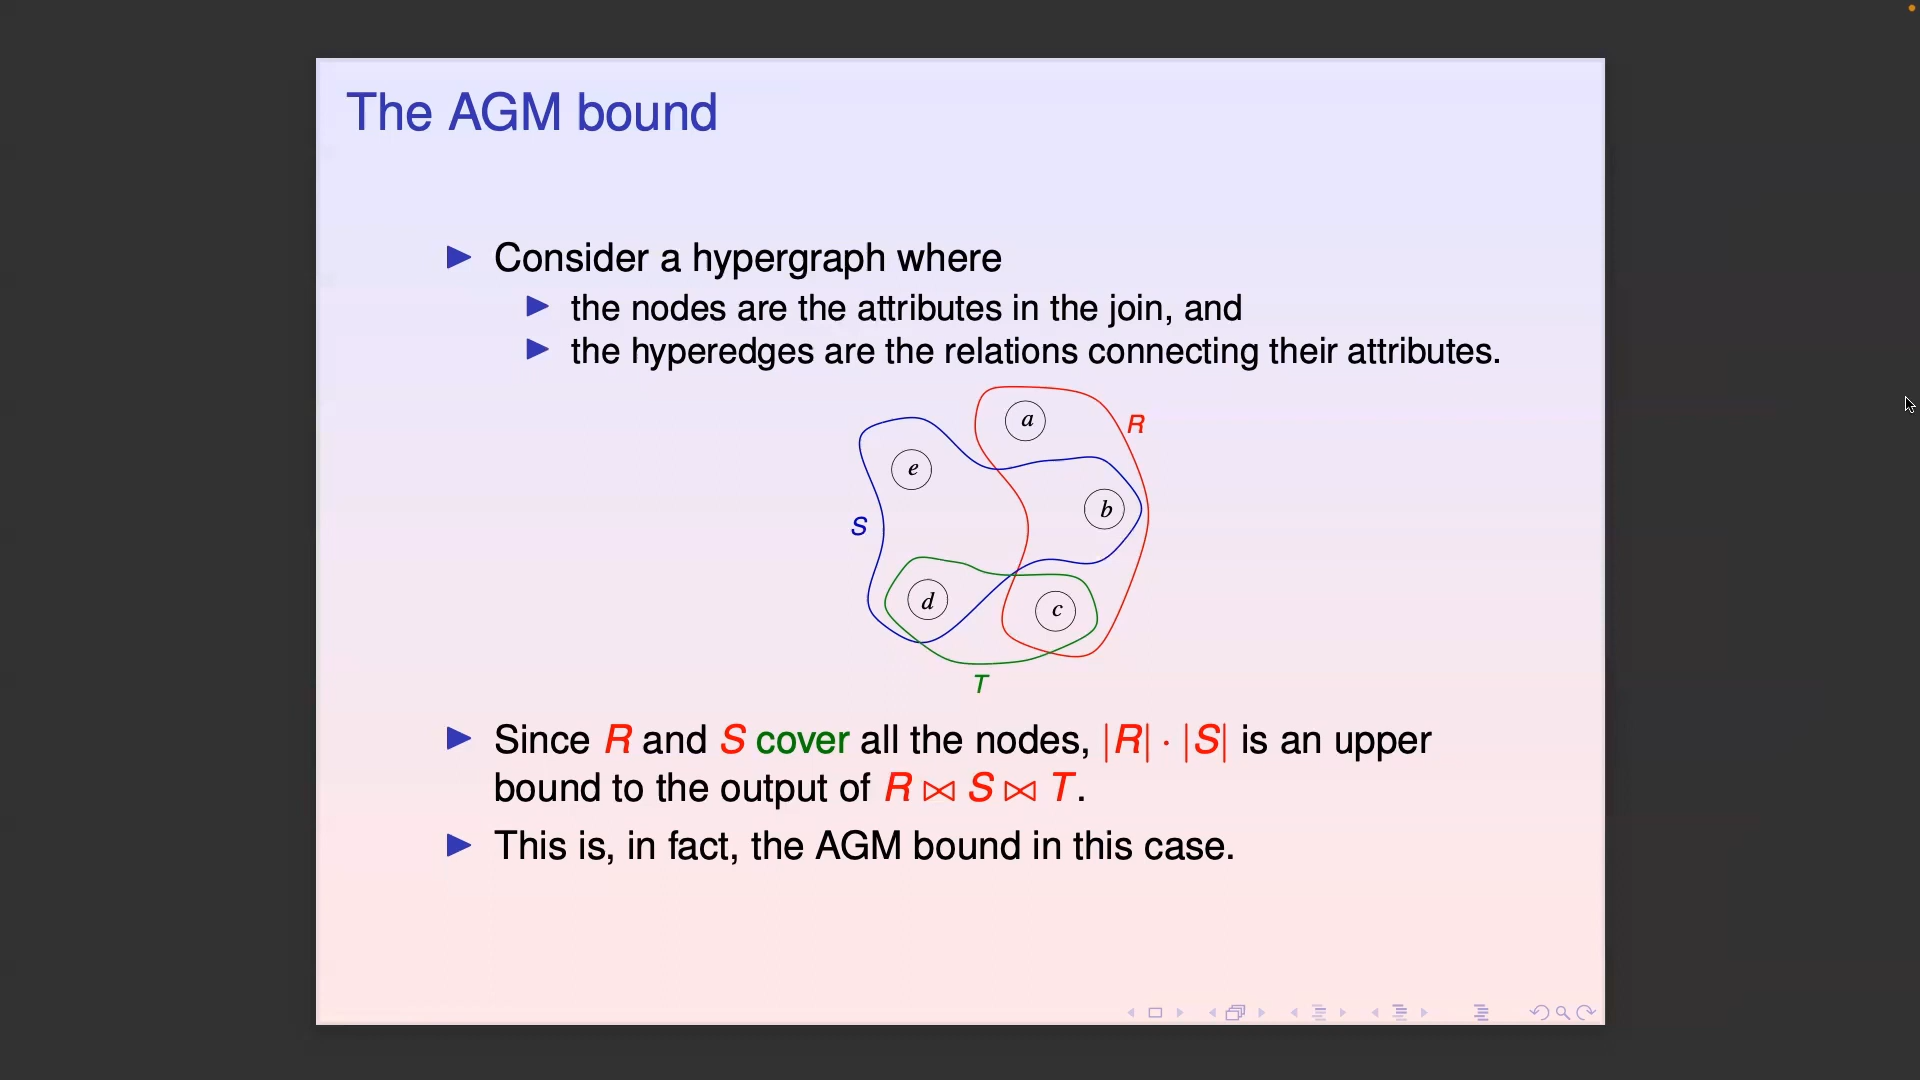 The AGM bound
Consider a hypergraph where
the nodes are the attributes in the join, and
the hyperedges are the relations connecting their attributes.
a
R
e
b
S
d
c
T
Since R and S cover all the nodes, |R| · |S| is an upper
bound to the output of R ⋈ S ⋈ T.
This is, in fact, the AGM bound in this case.